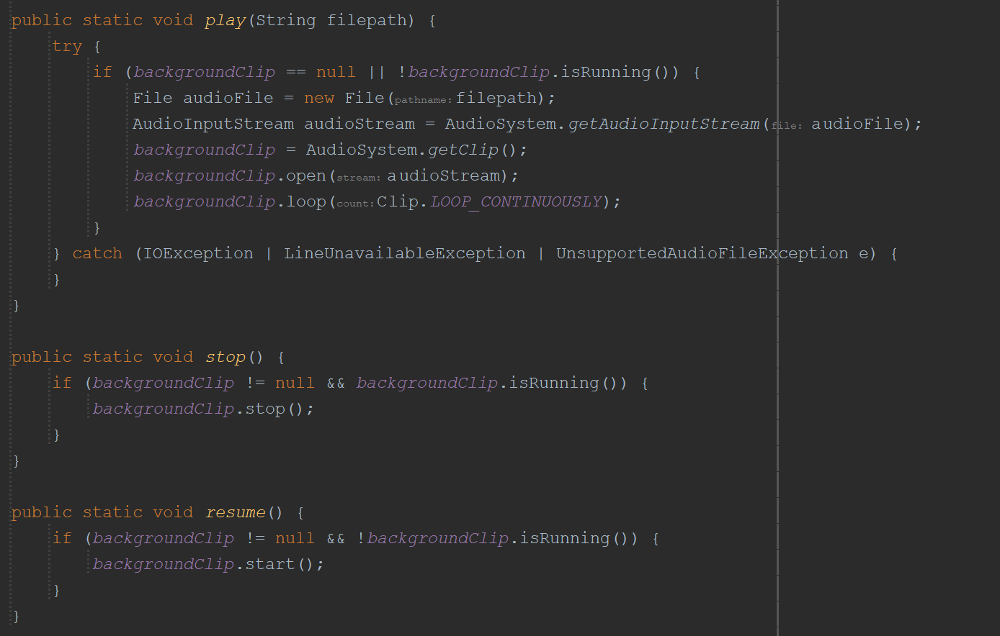 public static void play(String filepath) {
try {
if (backgroundClip == null || !backgroundClip.isRunning()) {
File audioFile = new File(pathname: filepath);
AudioInputStream audioStream = AudioSystem.getAudioInputStream(file: audioFile);
backgroundClip = AudioSystem.getClip();
backgroundClip.open(stream: audioStream);
backgroundClip.loop(count: Clip.LOOP_CONTINUOUSLY);
}
} catch (IOException | LineUnavailableException | UnsupportedAudioFileException e) {
}
}
public static void stop() {
if (backgroundClip != null && backgroundClip.isRunning()) {
backgroundClip.stop();
}
}
public static void resume() {
if (backgroundClip != null && !backgroundClip.isRunning()) {
backgroundClip.start();
}
}